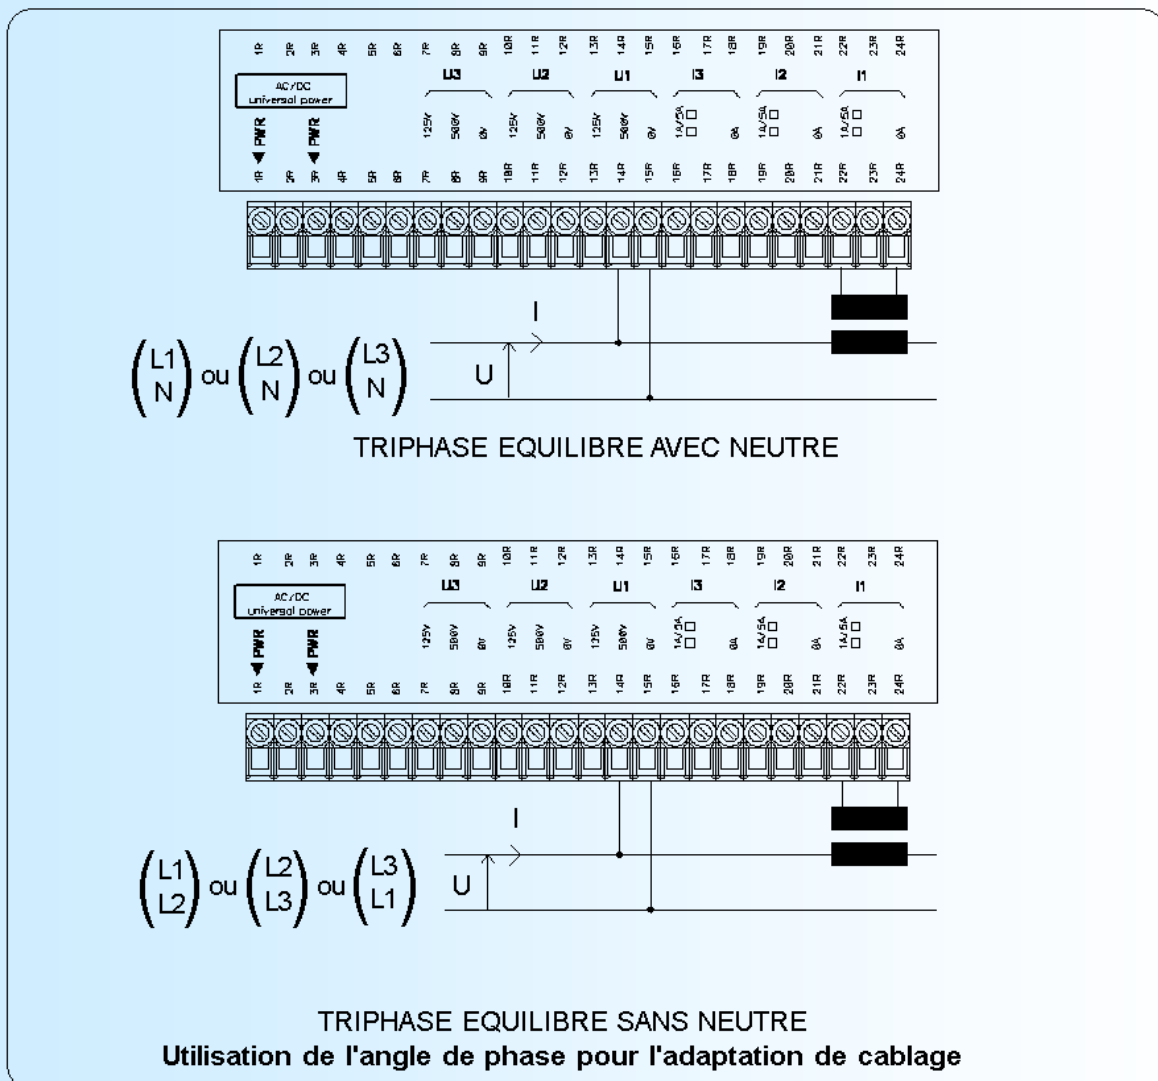 1R 2R 3R 4R 5R 6R 7R 8R 9R 10R 11R 12R 13R 14R 15R 16R 17R 18R 19R 20R 21R 22R 23R 24R
U3 U2 U1 I3 I2 I1
AC/DC
universal power
PWR PWR 125V 500V 0V 125V 500V 0V 125V 500V 0V 1A/5A 0A 1A/5A 0A 1A/5A 0A
1R 2R 3R 4R 5R 6R 7R 8R 9R 10R 11R 12R 13R 14R 15R 16R 17R 18R 19R 20R 21R 22R 23R 24R
I
(L1 N) ou (L2 N) ou (L3 N) U
TRIPHASE EQUILIBRE AVEC NEUTRE
1R 2R 3R 4R 5R 6R 7R 8R 9R 10R 11R 12R 13R 14R 15R 16R 17R 18R 19R 20R 21R 22R 23R 24R
U3 U2 U1 I3 I2 I1
AC/DC
universal power
PWR PWR 125V 500V 0V 125V 500V 0V 125V 500V 0V 1A/5A 0A 1A/5A 0A 1A/5A 0A
1R 2R 3R 4R 5R 6R 7R 8R 9R 10R 11R 12R 13R 14R 15R 16R 17R 18R 19R 20R 21R 22R 23R 24R
I
(L1 L2) ou (L2 L3) ou (L3 L1) U
TRIPHASE EQUILIBRE SANS NEUTRE
Utilisation de l'angle de phase pour l'adaptation de cablage